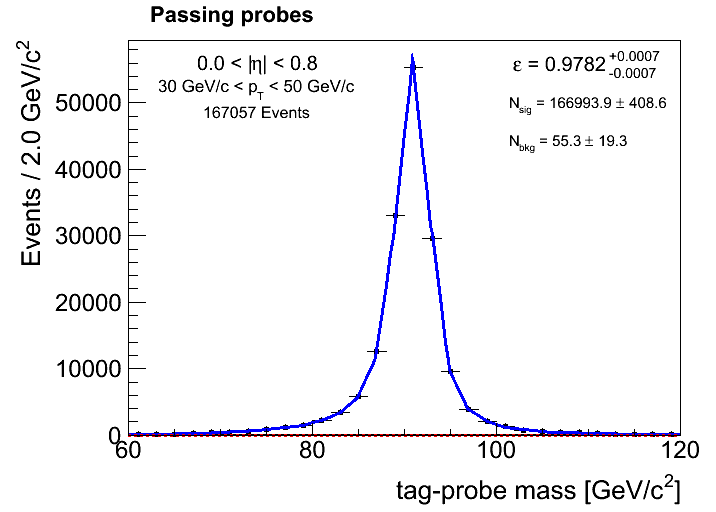 Passing probes
0.0 < |η| < 0.8
30 GeV/c < p_T < 50 GeV/c
167057 Events
ε = 0.9782 +0.0007 -0.0007
N_sig = 166993.9 ± 408.6
N_bkg = 55.3 ± 19.3
Events / 2.0 GeV/c²
50000
40000
30000
20000
10000
0
60 80 100 120
tag-probe mass [GeV/c²]